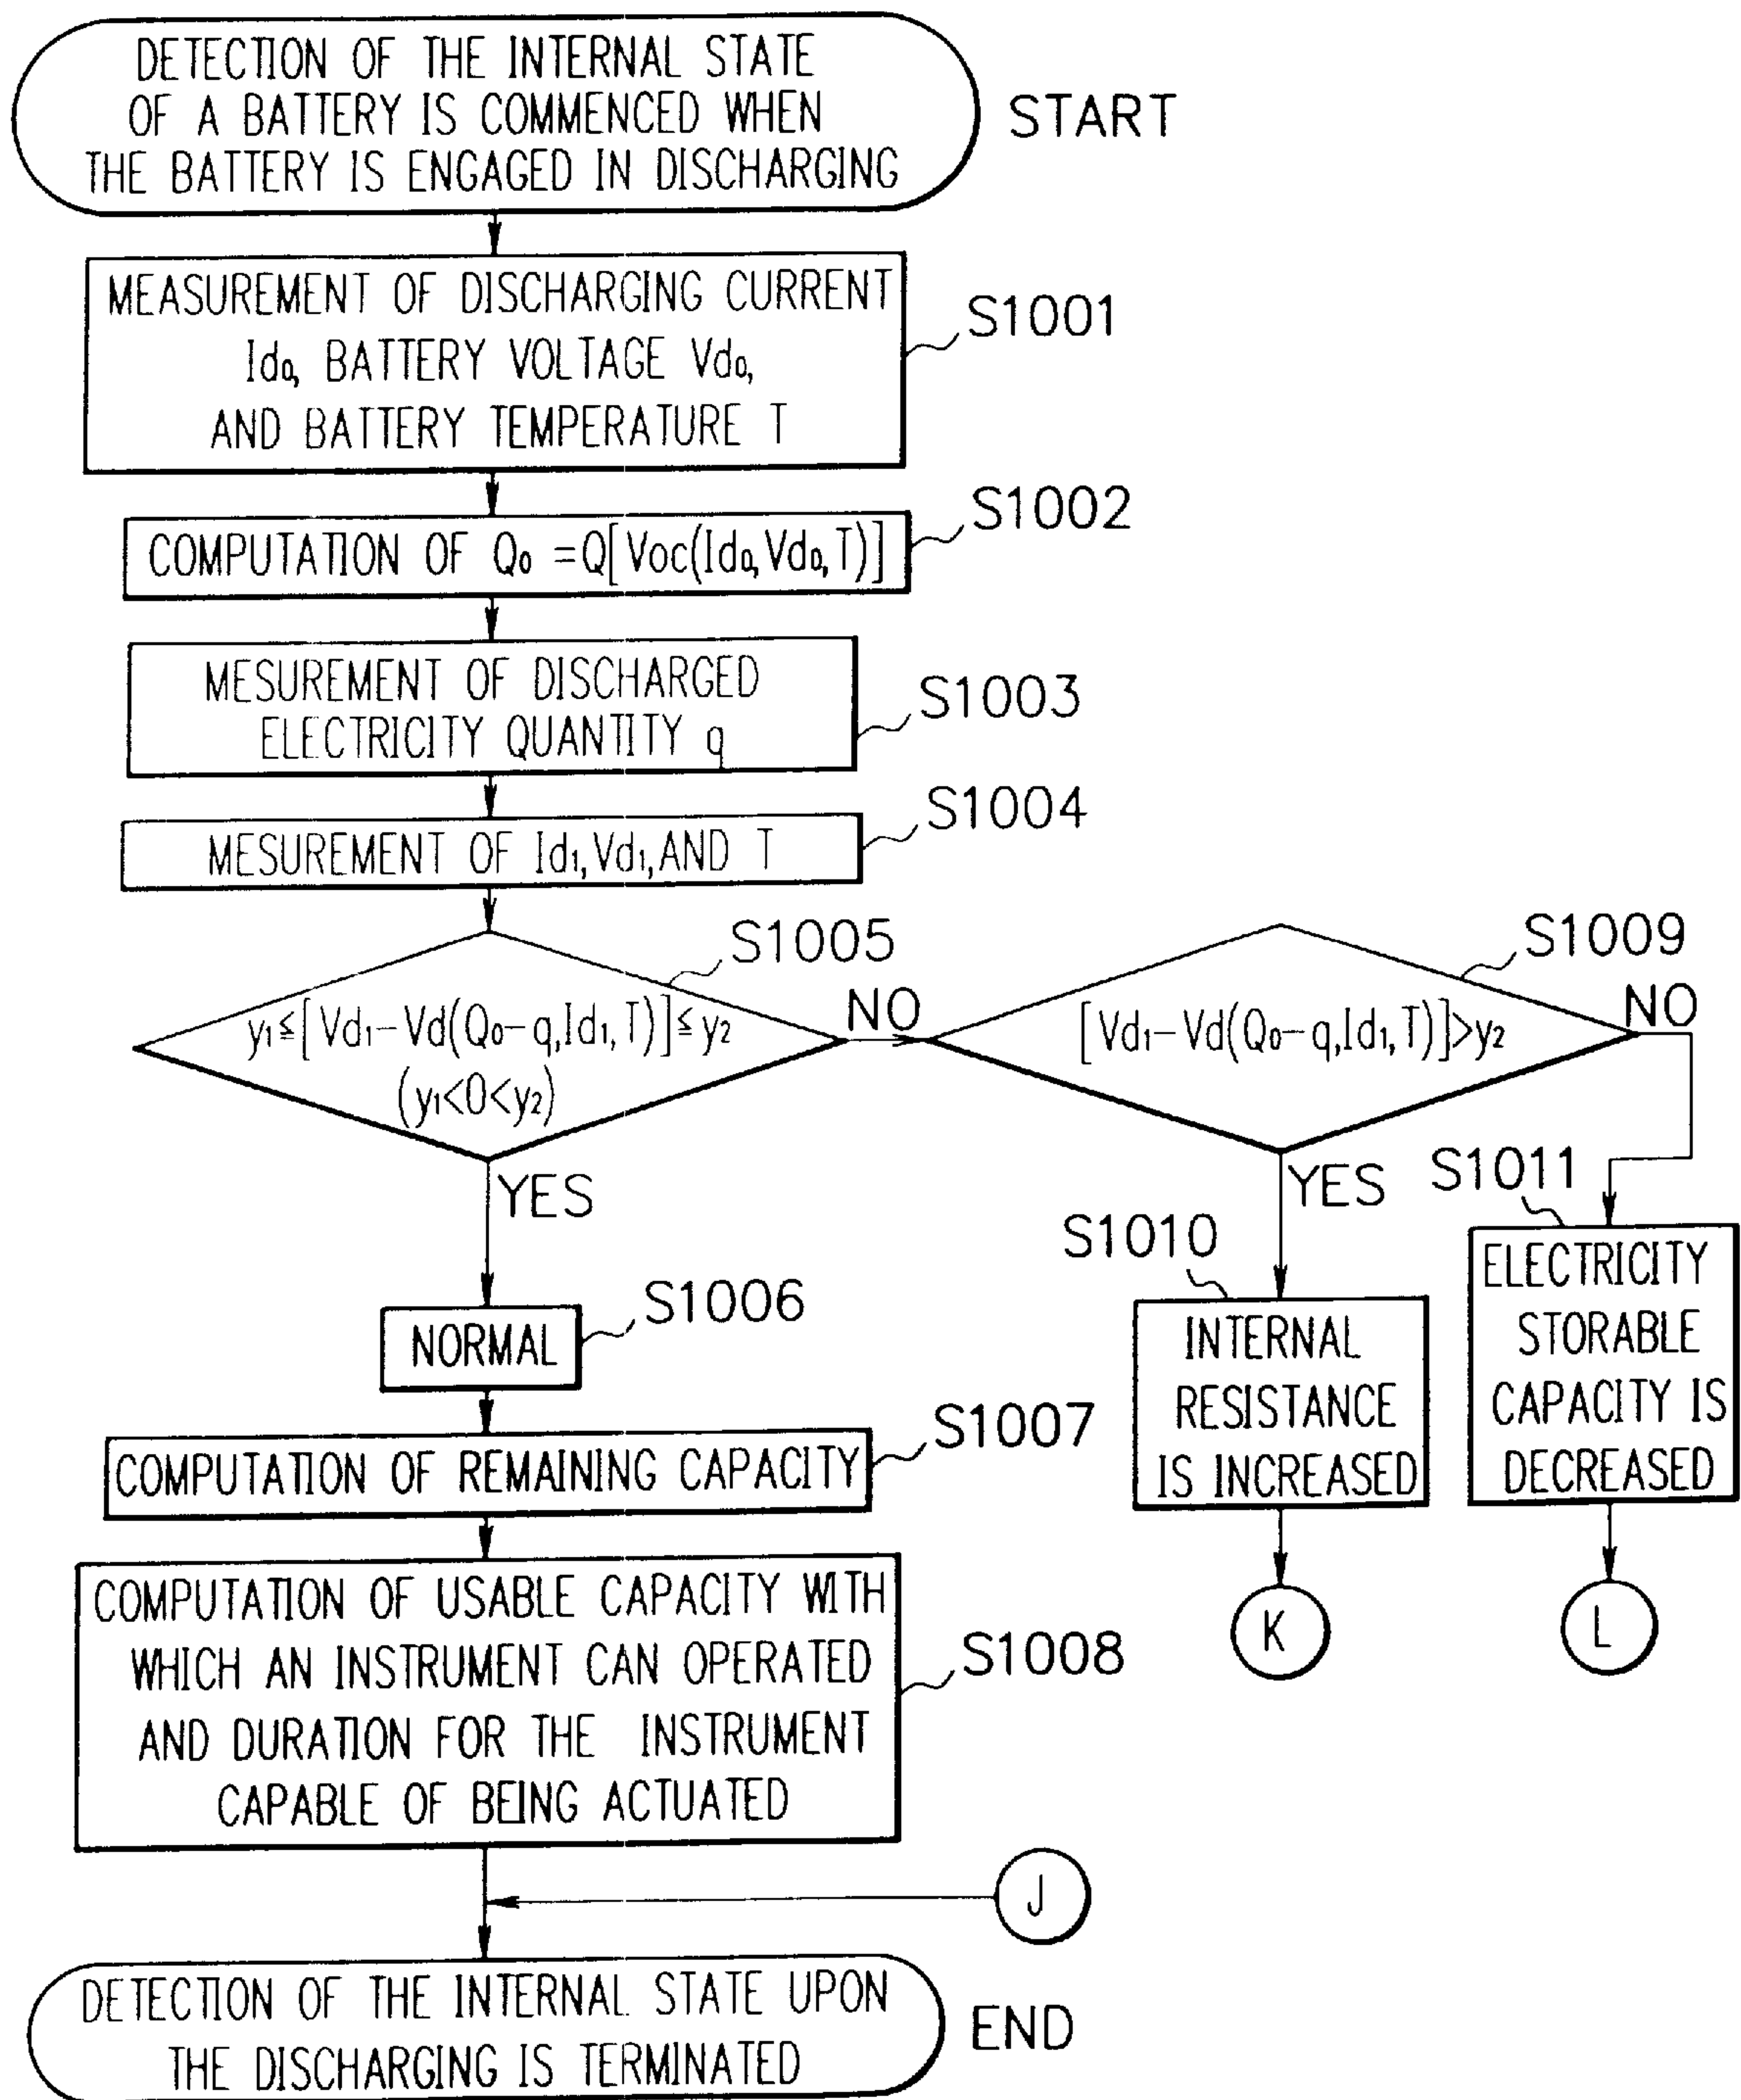 DETECTION OF THE INTERNAL STATE
OF A BATTERY IS COMMENCED WHEN
THE BATTERY IS ENGAGED IN DISCHARGING
START
MEASUREMENT OF DISCHARGING CURRENT
Id₀, BATTERY VOLTAGE Vd₀,
AND BATTERY TEMPERATURE T
S1001
COMPUTATION OF Q₀ =Q[Voc(Id₀,Vd₀,T)]
S1002
MESUREMENT OF DISCHARGED
ELECTRICITY QUANTITY q
S1003
MESUREMENT OF Id₁,Vd₁,AND T
S1004
y₁≦[Vd₁−Vd(Q₀−q,Id₁,T)]≦y₂
(y₁<0<y₂)
S1005
NO
YES
[Vd₁−Vd(Q₀−q,Id₁,T)]>y₂
S1009
NO
YES
NORMAL
S1006
COMPUTATION OF REMAINING CAPACITY
S1007
COMPUTATION OF USABLE CAPACITY WITH
WHICH AN INSTRUMENT CAN OPERATED
AND DURATION FOR THE INSTRUMENT
CAPABLE OF BEING ACTUATED
S1008
S1010
INTERNAL
RESISTANCE
IS INCREASED
K
S1011
ELECTRICITY
STORABLE
CAPACITY IS
DECREASED
L
J
DETECTION OF THE INTERNAL STATE UPON
THE DISCHARGING IS TERMINATED
END